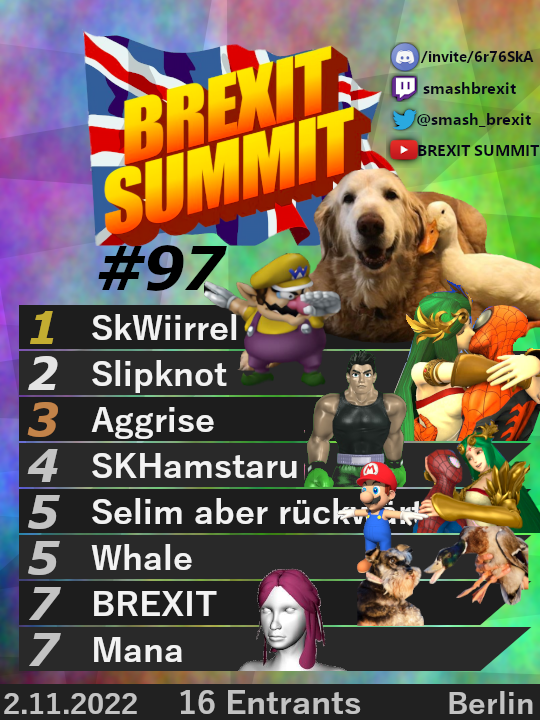 BREXIT
SUMMIT
/invite/6r76SkA
smashbrexit
@smash_brexit
BREXIT SUMMIT
#97
1 SkWiirrel
2 Slipknot
3 Aggrise
4 SKHamstaru
5 Selim aber rückwärts
5 Whale
7 BREXIT
7 Mana
2.11.2022 16 Entrants Berlin